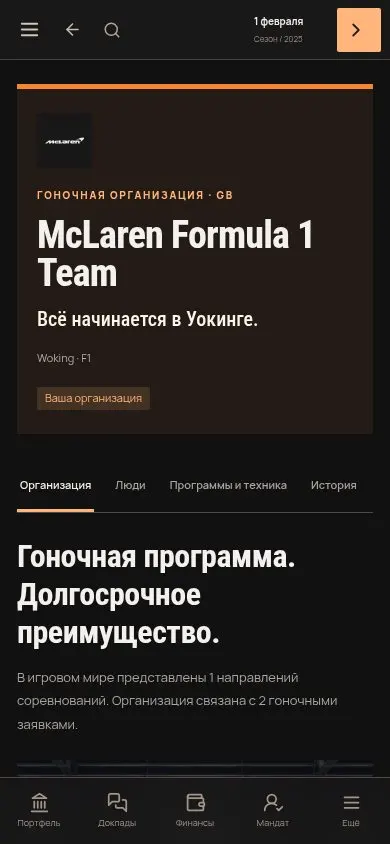 1 февраля
Сезон / 2025
McLaren
ГОНОЧНАЯ ОРГАНИЗАЦИЯ · GB
McLaren Formula 1
Team
Всё начинается в Уокинге.
Woking · F1
Ваша организация
Организация Люди Программы и техника История
Гоночная программа.
Долгосрочное
преимущество.
В игровом мире представлены 1 направлений
соревнований. Организация связана с 2 гоночными
заявками.
Портфель Доклады Финансы Мандат Ещё